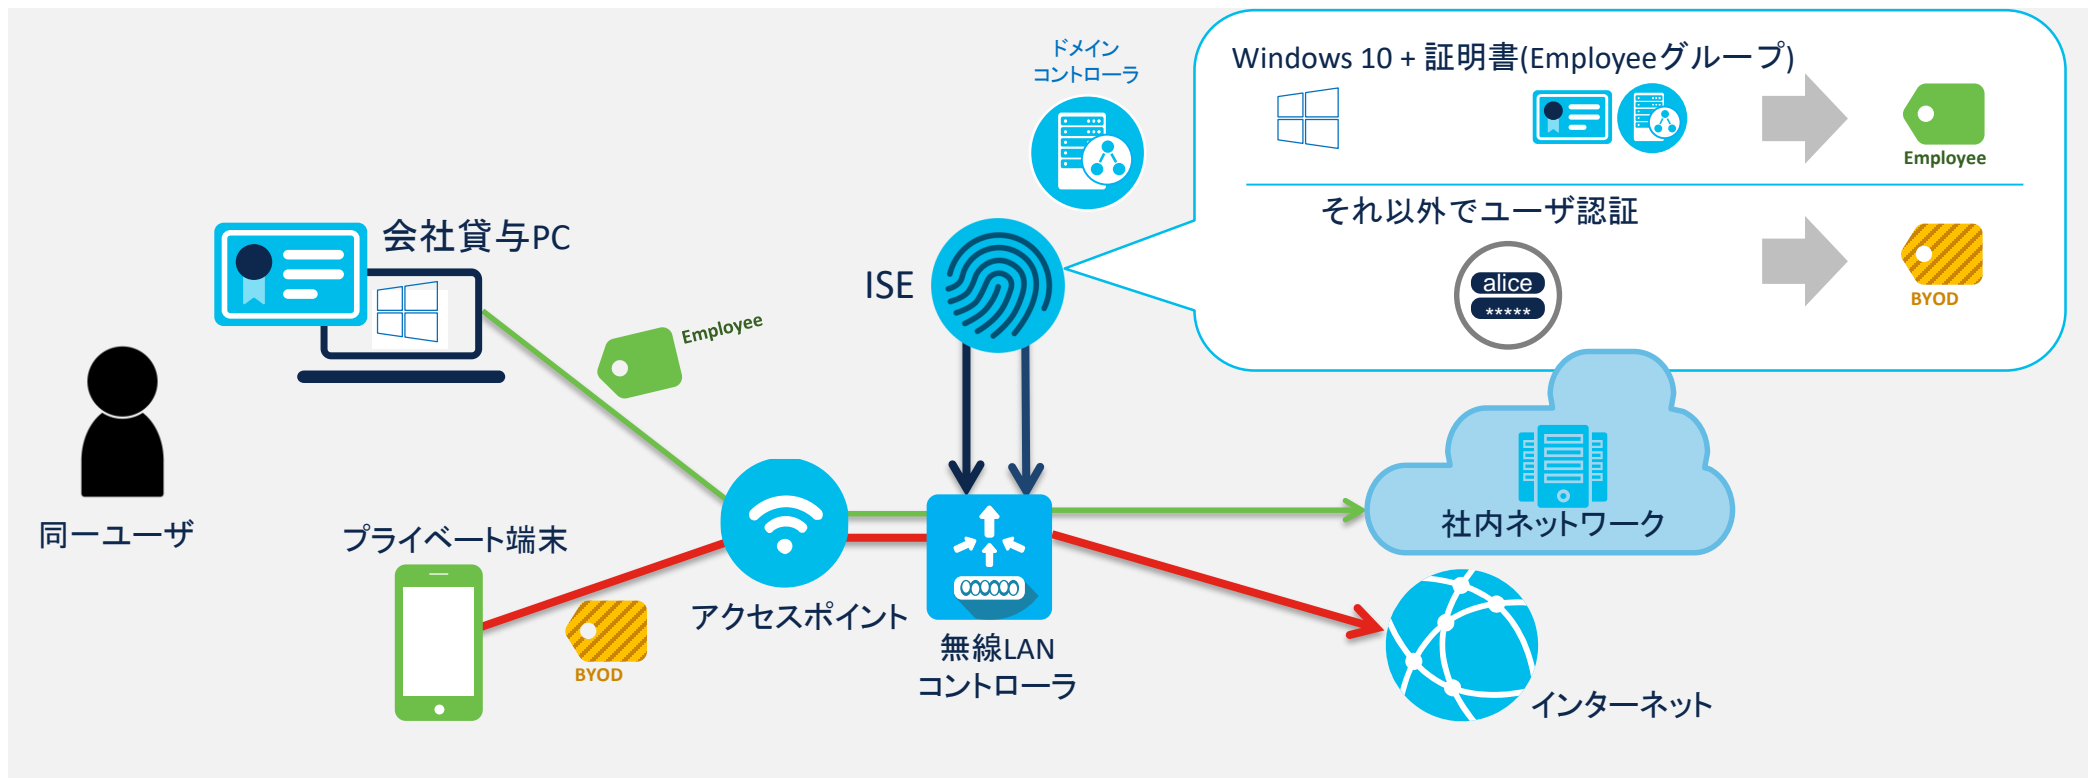 ドメイン
コントローラ
Windows 10 + 証明書(Employeeグループ)
Employee
それ以外でユーザ認証
alice
*****
BYOD
会社貸与PC
ISE
Employee
同一ユーザ
プライベート端末
BYOD
アクセスポイント
無線LAN
コントローラ
社内ネットワーク
インターネット